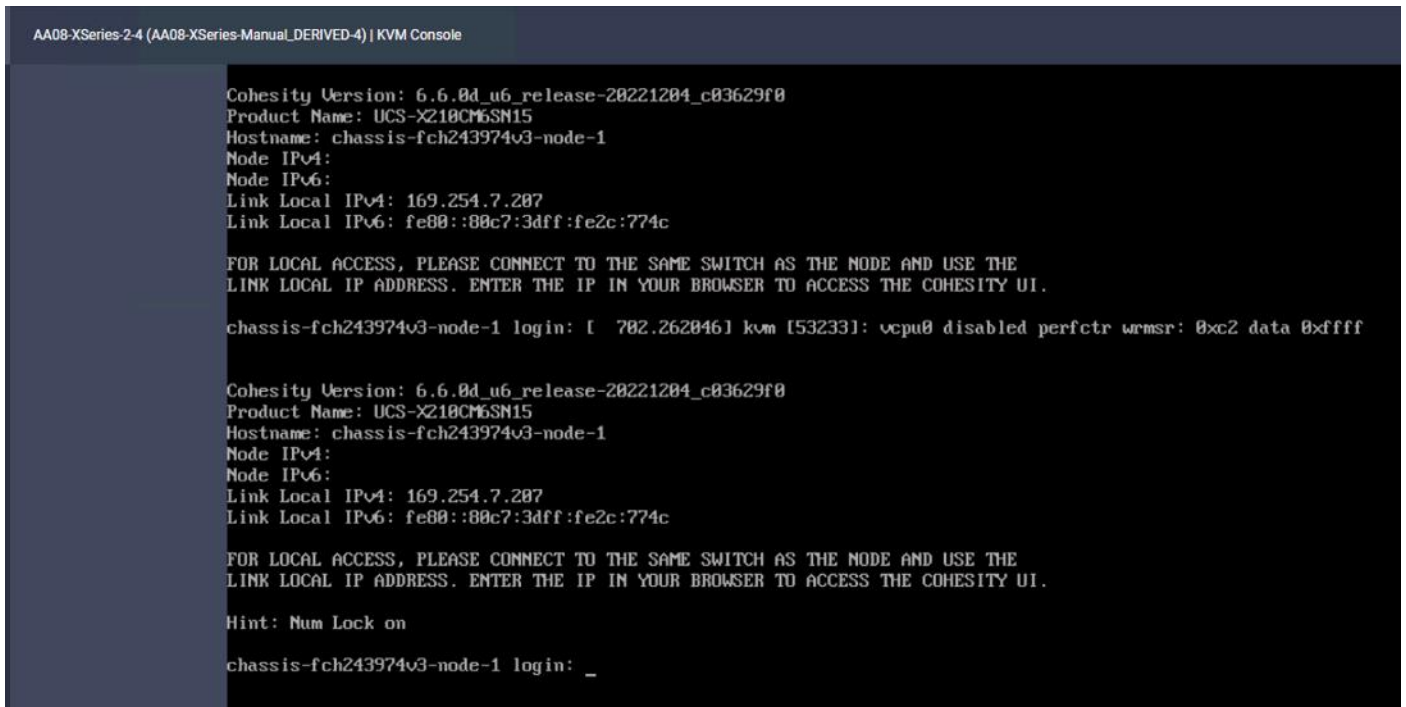 AA08-XSeries-2-4 (AA08-XSeries-Manual_DERIVED-4) | KVM Console
Cohesity Version: 6.6.0d_u6_release-20221204_c03629f0
Product Name: UCS-X210CM6SN15
Hostname: chassis-fch243974v3-node-1
Node IPv4:
Node IPv6:
Link Local IPv4: 169.254.7.207
Link Local IPv6: fe80::80c7:3dff:fe2c:774c
FOR LOCAL ACCESS, PLEASE CONNECT TO THE SAME SWITCH AS THE NODE AND USE THE
LINK LOCAL IP ADDRESS. ENTER THE IP IN YOUR BROWSER TO ACCESS THE COHESITY UI.
chassis-fch243974v3-node-1 login: [  702.262046] kvm [53233]: vcpu0 disabled perfctr wrmsr: 0xc2 data 0xffff
Cohesity Version: 6.6.0d_u6_release-20221204_c03629f0
Product Name: UCS-X210CM6SN15
Hostname: chassis-fch243974v3-node-1
Node IPv4:
Node IPv6:
Link Local IPv4: 169.254.7.207
Link Local IPv6: fe80::80c7:3dff:fe2c:774c
FOR LOCAL ACCESS, PLEASE CONNECT TO THE SAME SWITCH AS THE NODE AND USE THE
LINK LOCAL IP ADDRESS. ENTER THE IP IN YOUR BROWSER TO ACCESS THE COHESITY UI.
Hint: Num Lock on
chassis-fch243974v3-node-1 login: _